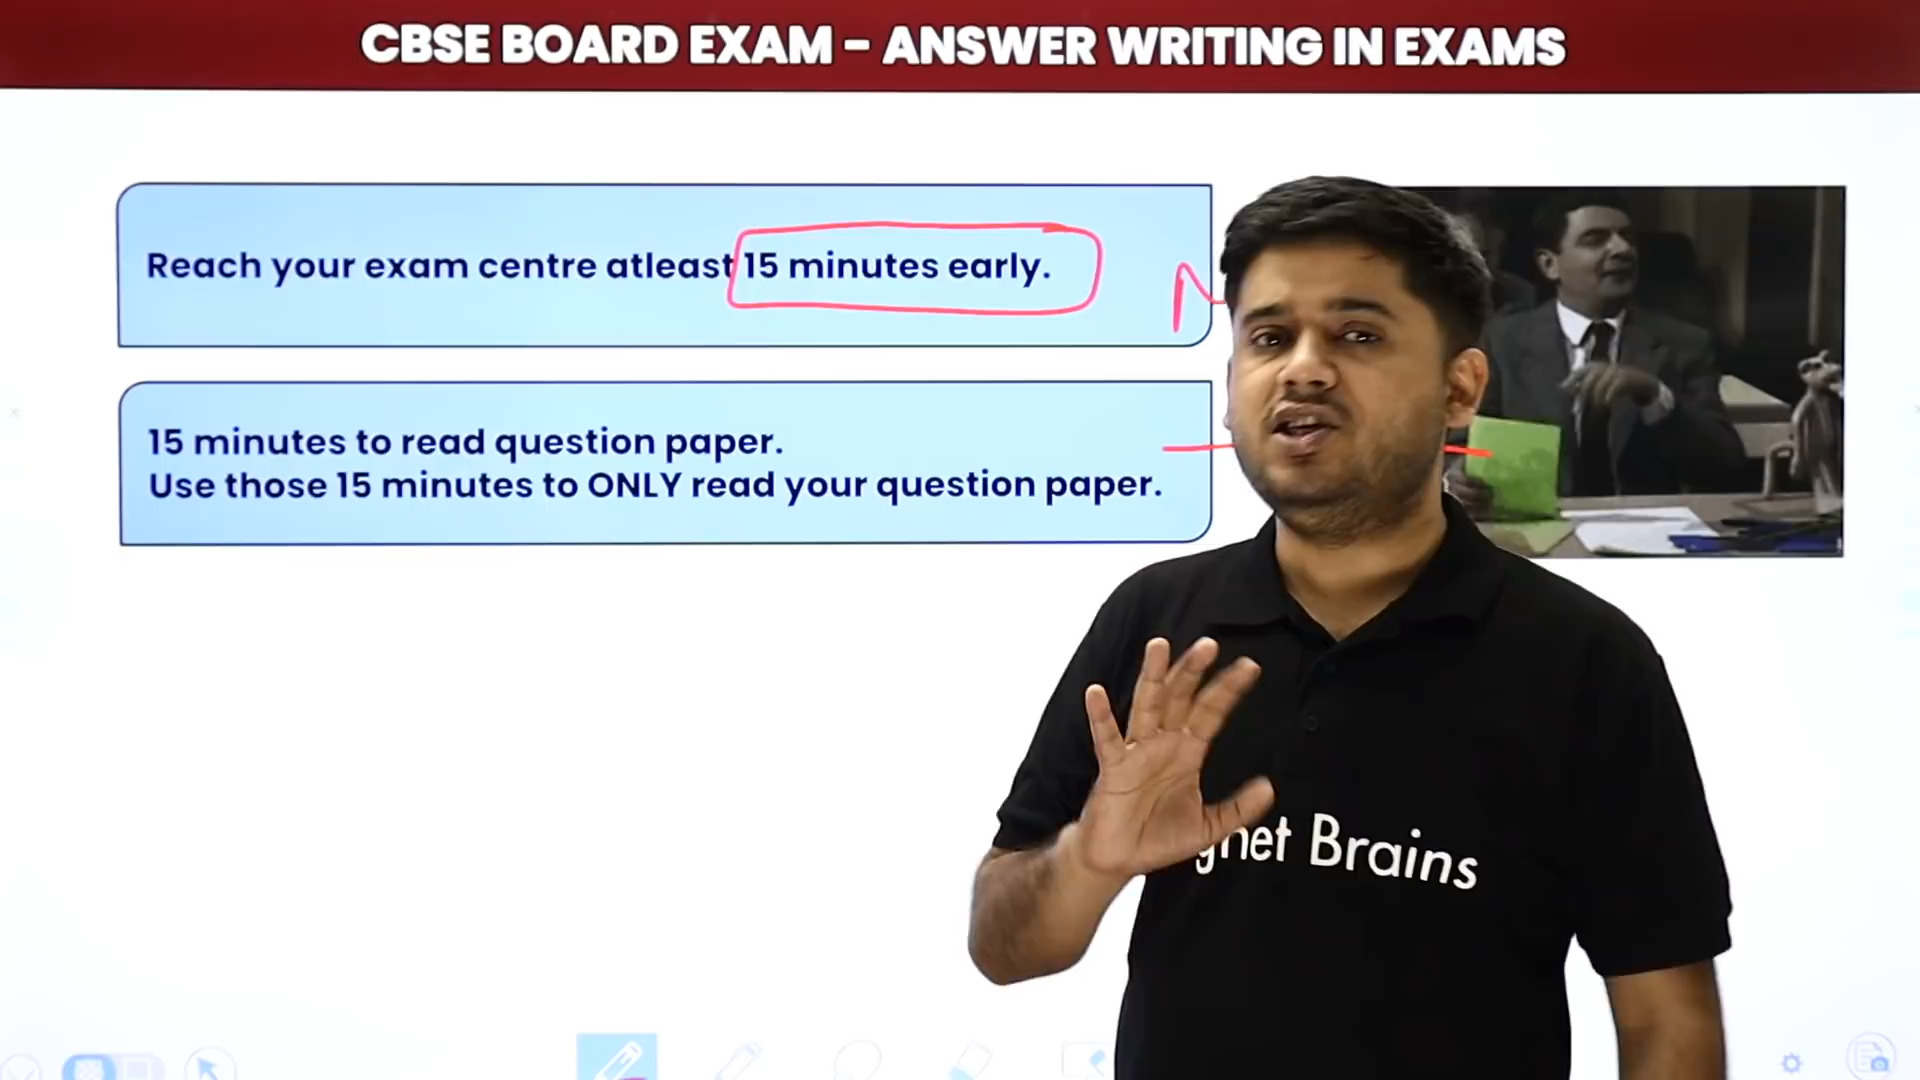 CBSE BOARD EXAM - ANSWER WRITING IN EXAMS
Reach your exam centre atleast 15 minutes early.
15 minutes to read question paper.
Use those 15 minutes to ONLY read your question paper.
Brains